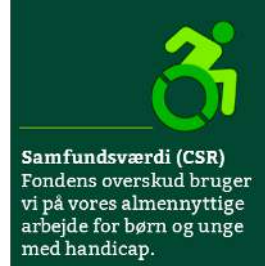 Samfundsværdi (CSR)
Fondens overskud bruger
vi på vores almennyttige
arbejde for børn og unge
med handicap.